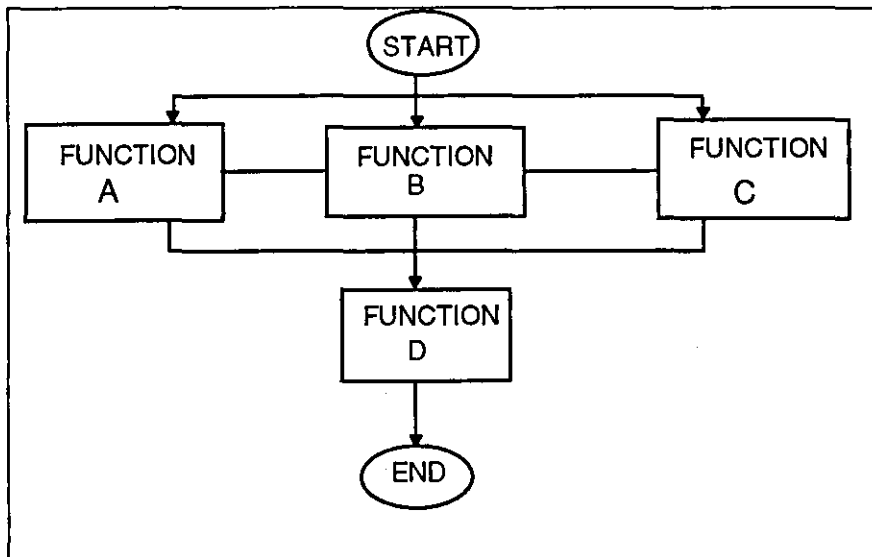 START
FUNCTION
A
FUNCTION
B
FUNCTION
C
FUNCTION
D
END